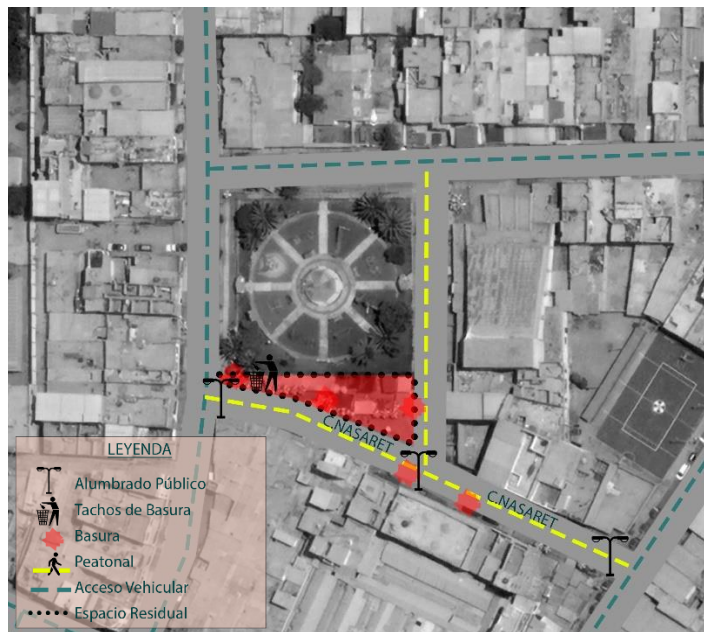 C.NASARET
C.NASARET
LEYENDA
Alumbrado Público
Tachos de Basura
Basura
Peatonal
Acceso Vehicular
Espacio Residual